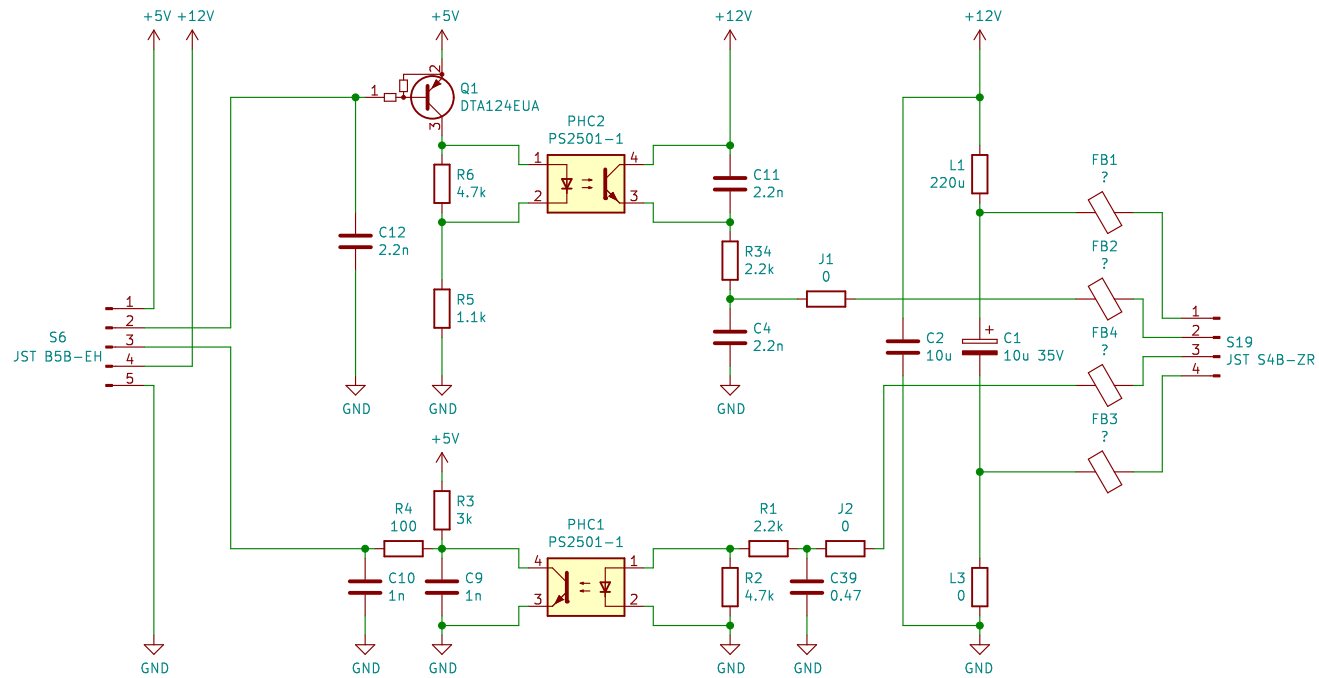 +5V
+12V
+5V
+12V
+12V
2
1
Q1
DTA124EUA
3
PHC2
PS2501-1
1
4
2
3
R6
4.7k
C11
2.2n
L1
220u
FB1
?
C12
2.2n
R34
2.2k
J1
0
FB2
?
R5
1.1k
C4
2.2n
C2
10u
+
C1
10u 35V
FB4
?
S6
JST B5B-EH
1
2
3
4
5
1
2
3
4
S19
JST S4B-ZR
GND
GND
GND
FB3
?
+5V
R3
3k
R4
100
PHC1
PS2501-1
4
1
3
2
R1
2.2k
J2
0
C10
1n
C9
1n
R2
4.7k
C39
0.47
L3
0
GND
GND
GND
GND
GND
GND